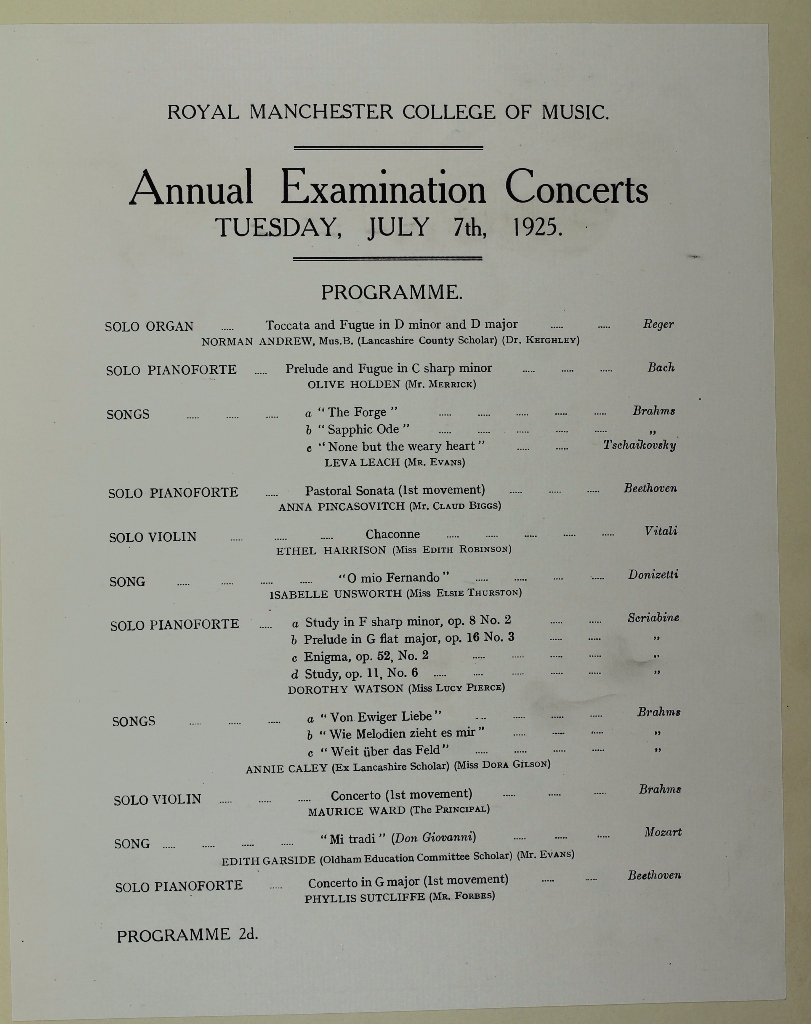 ROYAL MANCHESTER COLLEGE OF MUSIC.
Annual Examination Concerts
TUESDAY, JULY 7th, 1925.
PROGRAMME.
SOLO ORGAN ..... Toccata and Fugue in D minor and D major ..... ..... Reger
NORMAN ANDREW, Mus.B. (Lancashire County Scholar) (Dr. KEIGHLEY)
SOLO PIANOFORTE ..... Prelude and Fugue in C sharp minor ..... ..... ..... Bach
OLIVE HOLDEN (Mr. MERRICK)
SONGS ..... ..... ..... a "The Forge" ..... ..... ..... ..... ..... Brahms
b "Sapphic Ode" ..... ..... ..... ..... ..... „
c "None but the weary heart" ..... ..... Tschaikovsky
LEVA LEACH (MR. EVANS)
SOLO PIANOFORTE ..... Pastoral Sonata (1st movement) ..... ..... ..... Beethoven
ANNA PINCASOVITCH (Mr. CLAUD BIGGS)
SOLO VIOLIN ..... ..... ..... Chaconne ..... ..... ..... ..... ..... Vitali
ETHEL HARRISON (Miss EDITH ROBINSON)
SONG ..... ..... ..... ..... "O mio Fernando" ..... ..... ..... ..... Donizetti
ISABELLE UNSWORTH (Miss ELSIE THURSTON)
SOLO PIANOFORTE ..... a Study in F sharp minor, op. 8 No. 2 ..... ..... Scriabine
b Prelude in G flat major, op. 16 No. 3 ..... ..... „
c Enigma, op. 52, No. 2 ..... ..... ..... ..... „
d Study, op. 11, No. 6 ..... ..... ..... ..... ..... „
DOROTHY WATSON (Miss LUCY PIERCE)
SONGS ..... ..... ..... a "Von Ewiger Liebe" ..... ..... ..... ..... Brahms
b "Wie Melodien zieht es mir" ..... ..... ..... „
c "Weit über das Feld" ..... ..... ..... ..... „
ANNIE CALEY (Ex Lancashire Scholar) (Miss DORA GILSON)
SOLO VIOLIN ..... ..... ..... Concerto (1st movement) ..... ..... ..... Brahms
MAURICE WARD (The PRINCIPAL)
SONG ..... ..... ..... ..... "Mi tradi" (Don Giovanni) ..... ..... ..... Mozart
EDITH GARSIDE (Oldham Education Committee Scholar) (Mr. EVANS)
SOLO PIANOFORTE ..... Concerto in G major (1st movement) ..... ..... Beethoven
PHYLLIS SUTCLIFFE (MR. FORBES)
PROGRAMME 2d.